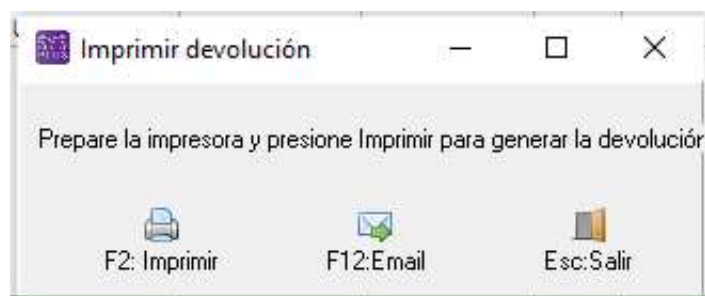 Imprimir devolución
Prepare la impresora y presione Imprimir para generar la devolución
F2: Imprimir F12:Email Esc:Salir